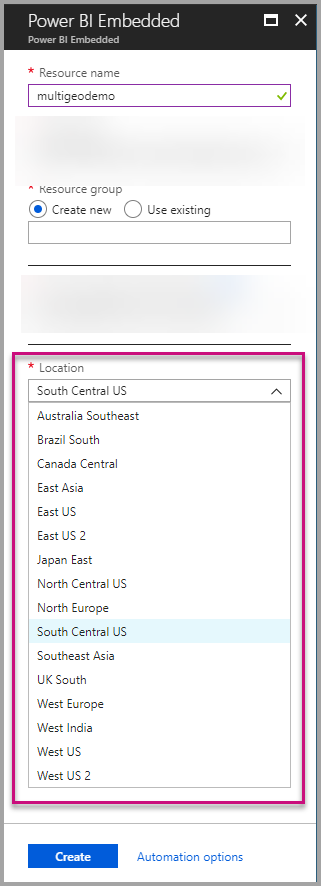 Power BI Embedded
Power BI Embedded
* Resource name
multigeodemo
* Resource group
Create new Use existing
* Location
South Central US
Australia Southeast
Brazil South
Canada Central
East Asia
East US
East US 2
Japan East
North Central US
North Europe
South Central US
Southeast Asia
UK South
West Europe
West India
West US
West US 2
Create Automation options